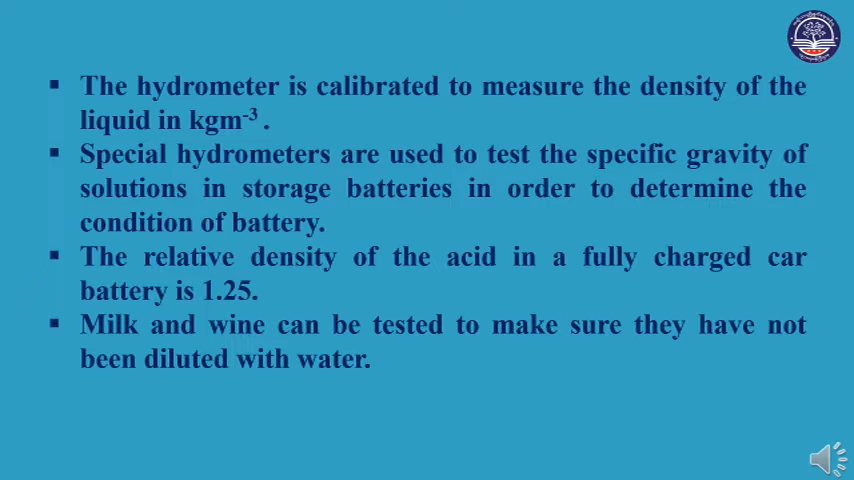 ▪ The hydrometer is calibrated to measure the density of the
liquid in kgm⁻³ .
▪ Special hydrometers are used to test the specific gravity of
solutions in storage batteries in order to determine the
condition of battery.
▪ The relative density of the acid in a fully charged car
battery is 1.25.
▪ Milk and wine can be tested to make sure they have not
been diluted with water.